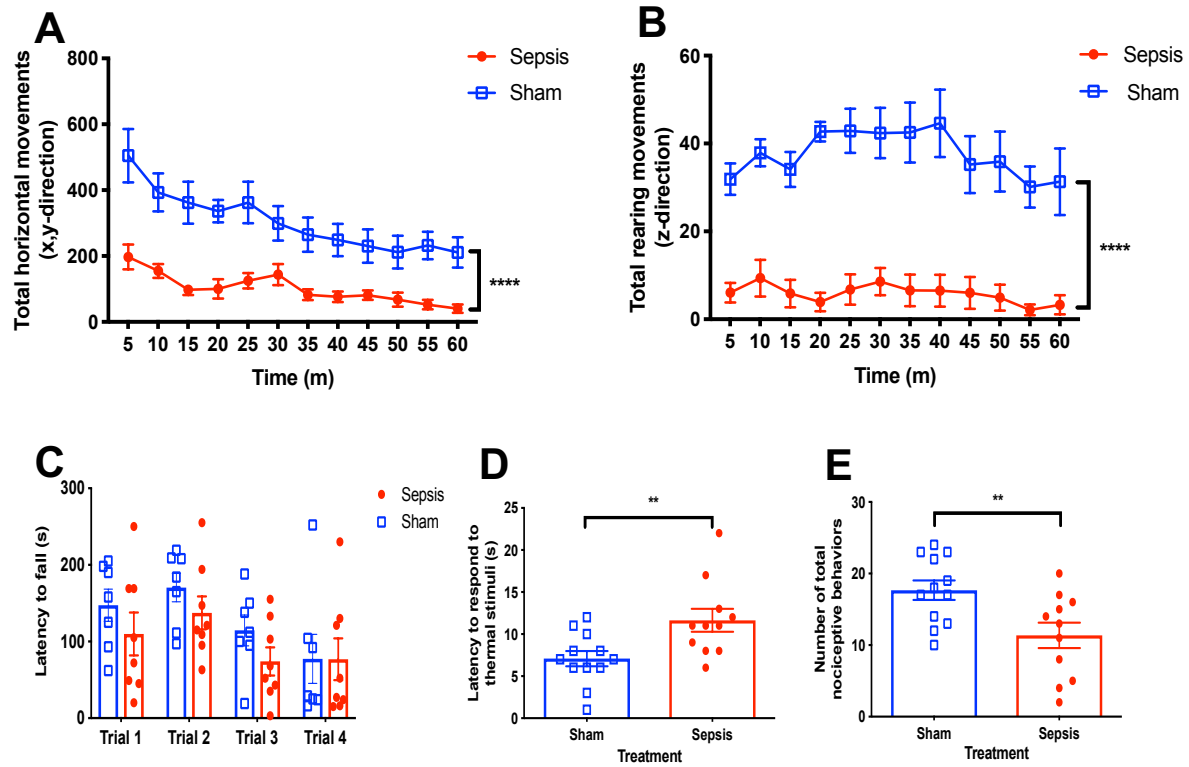 A
Total horizontal movements
(x,y-direction)
800
600
400
200
0
5 10 15 20 25 30 35 40 45 50 55 60
Time (m)
Sepsis
Sham
****
B
Total rearing movements
(z-direction)
60
40
20
0
5 10 15 20 25 30 35 40 45 50 55 60
Time (m)
Sepsis
Sham
****
C
Latency to fall (s)
300
200
100
0
Trial 1 Trial 2 Trial 3 Trial 4
Sepsis
Sham
D
Latency to respond to
thermal stimuli (s)
25
20
15
10
5
0
**
Sham Sepsis
Treatment
E
Number of total
nociceptive behaviors
30
20
10
0
**
Sham Sepsis
Treatment